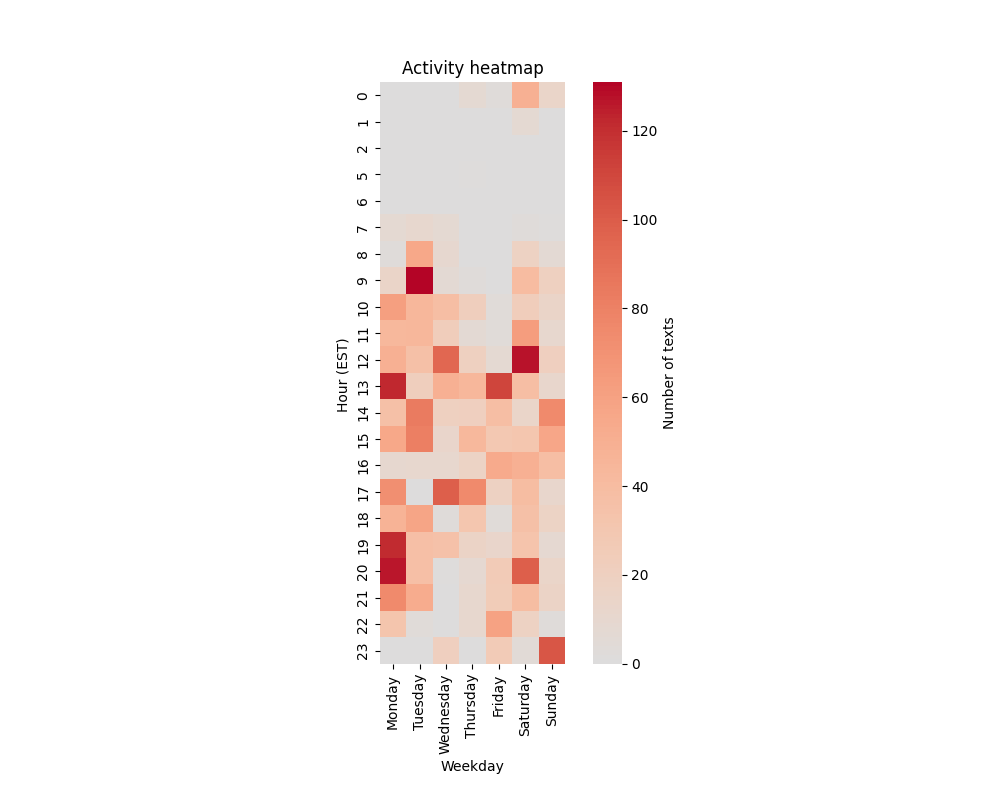 Activity heatmap
Hour (EST)
0
1
2
5
6
7
8
9
10
11
12
13
14
15
16
17
18
19
20
21
22
23
Monday
Tuesday
Wednesday
Thursday
Friday
Saturday
Sunday
Weekday
120
100
80
60
40
20
0
Number of texts